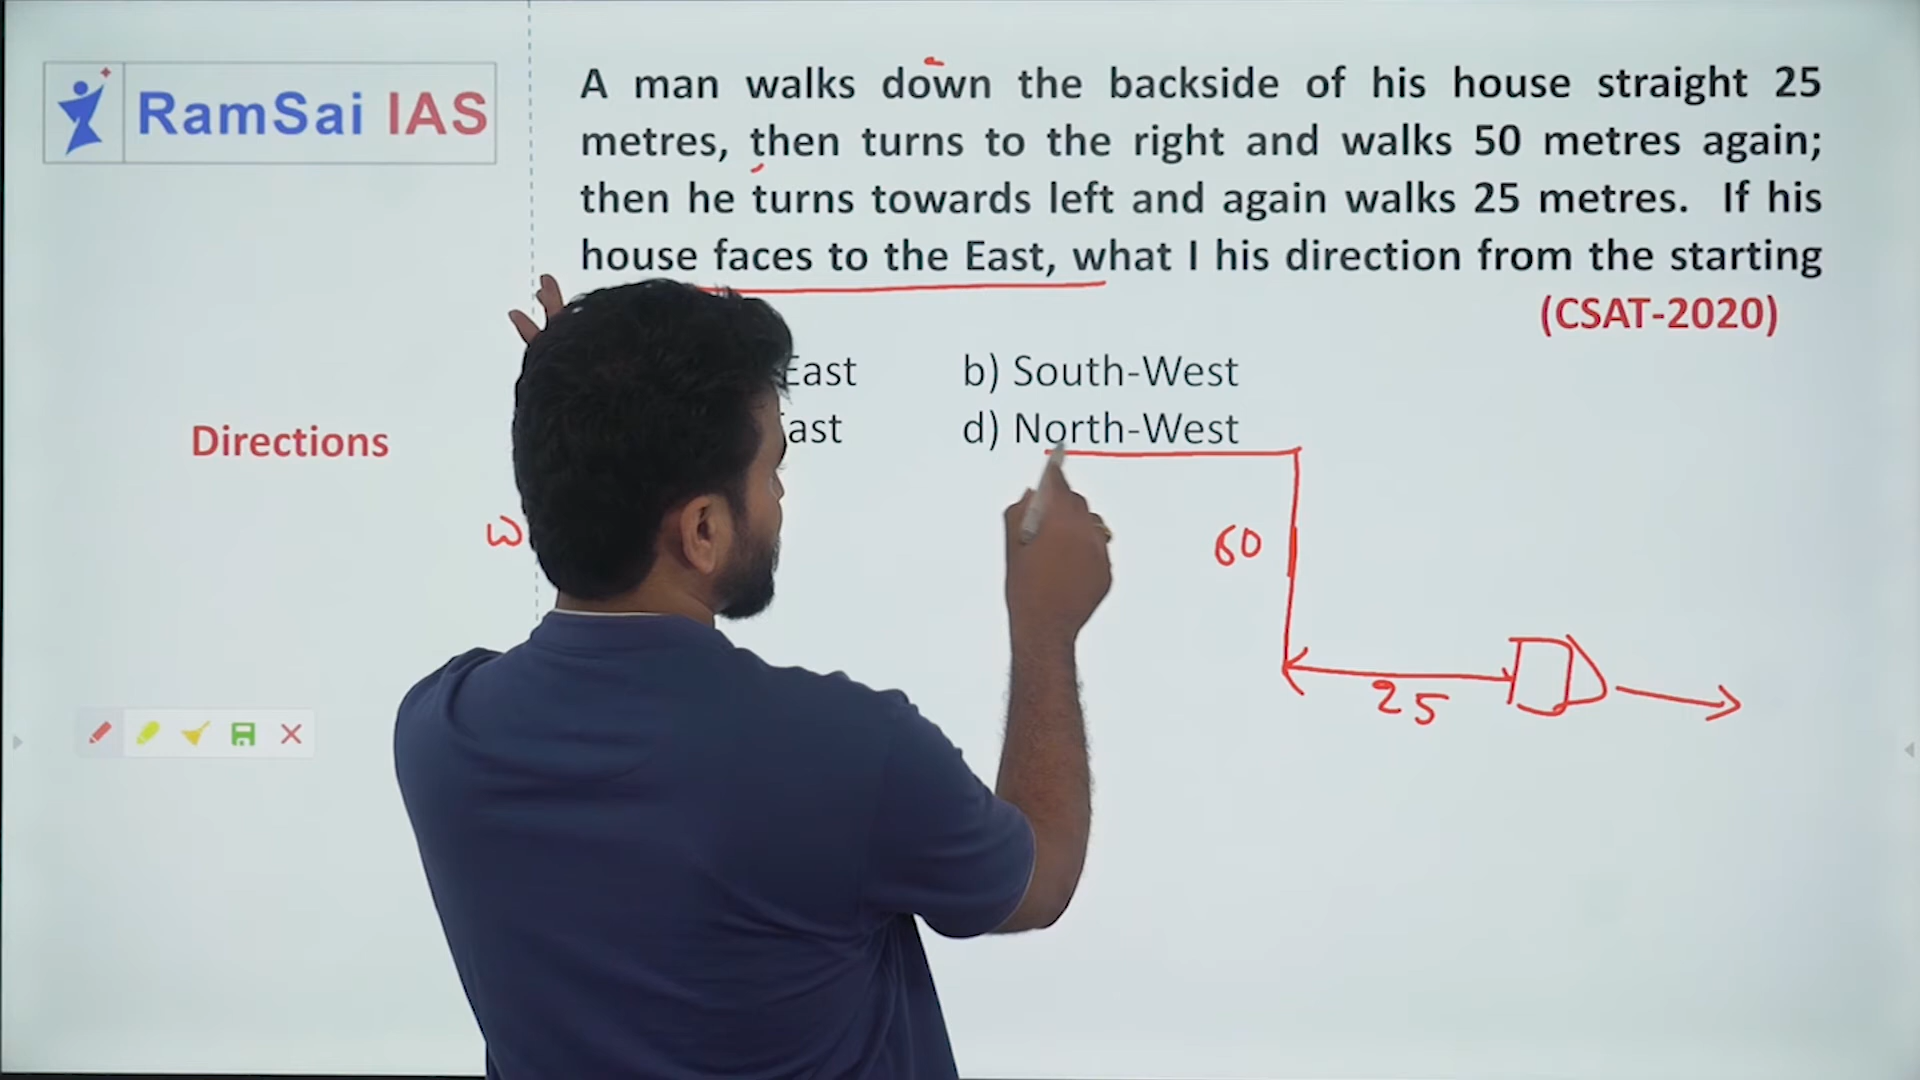 RamSai IAS
A man walks down the backside of his house straight 25
metres, then turns to the right and walks 50 metres again;
then he turns towards left and again walks 25 metres. If his
house faces to the East, what I his direction from the starting
(CSAT-2020)
East b) South-West
d) North-West
Directions
W
60
25